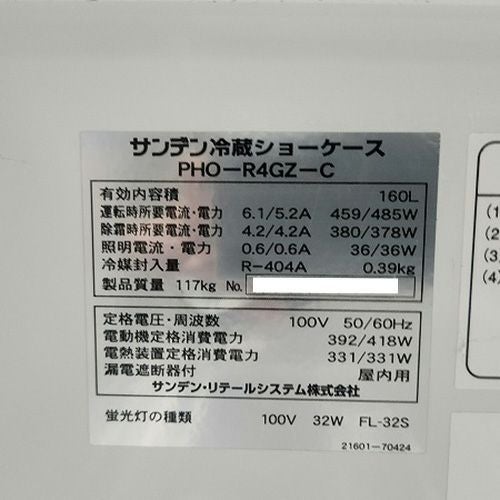 サンデン冷蔵ショーケース
PHO-R4GZ-C
有効内容積 160L
運転時所要電流・電力 6.1/5.2A 459/485W
除霜時所要電流・電力 4.2/4.2A 380/378W
照明電流・電力 0.6/0.6A 36/36W
冷媒封入量 R-404A 0.39kg
製品質量 117kg No.
定格電圧・周波数 100V 50/60Hz
電動機定格消費電力 392/418W
電熱装置定格消費電力 331/331W
漏電遮断器付 屋内用
サンデン・リテールシステム株式会社
蛍光灯の種類 100V 32W FL-32S
21601-70424
(1
(2
(3
(4)